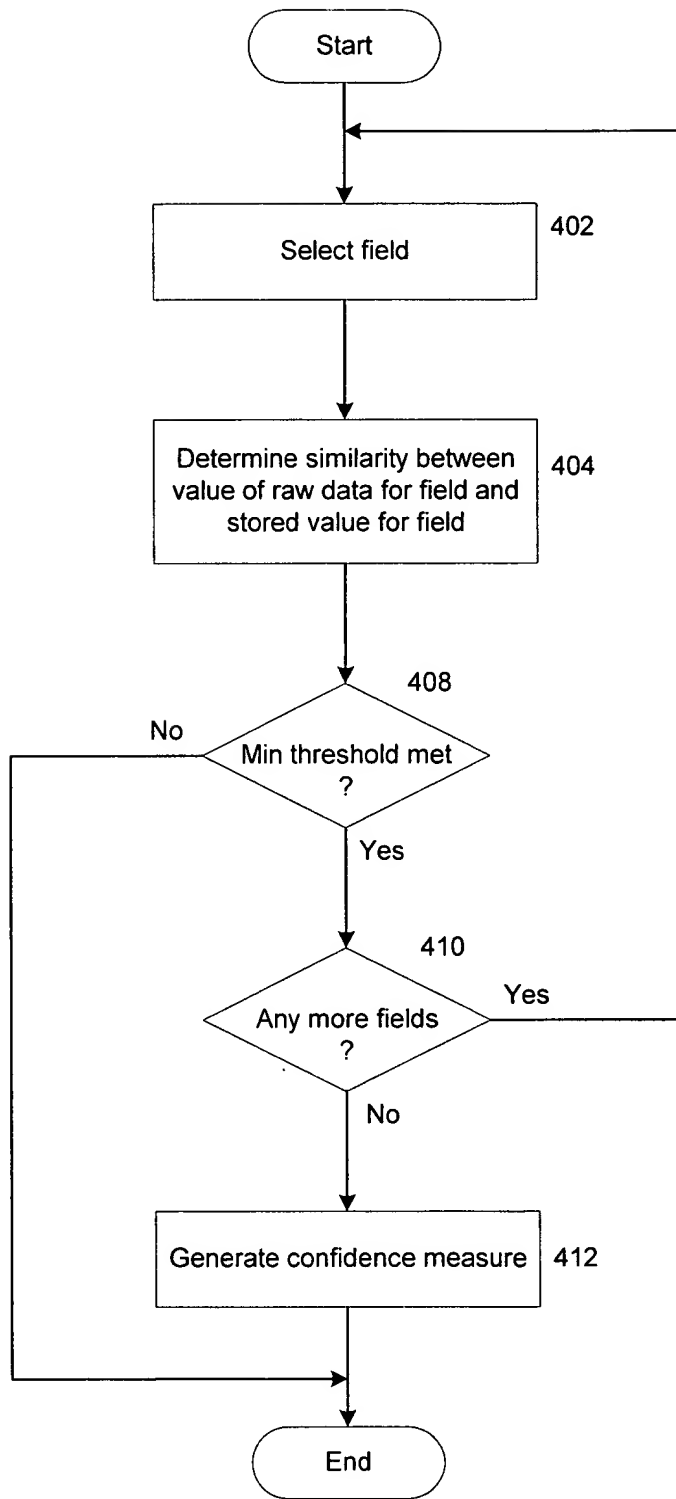 Start
Select field
402
Determine similarity between
value of raw data for field and
stored value for field
404
408
No
Min threshold met
?
Yes
410
Yes
Any more fields
?
No
Generate confidence measure
412
End